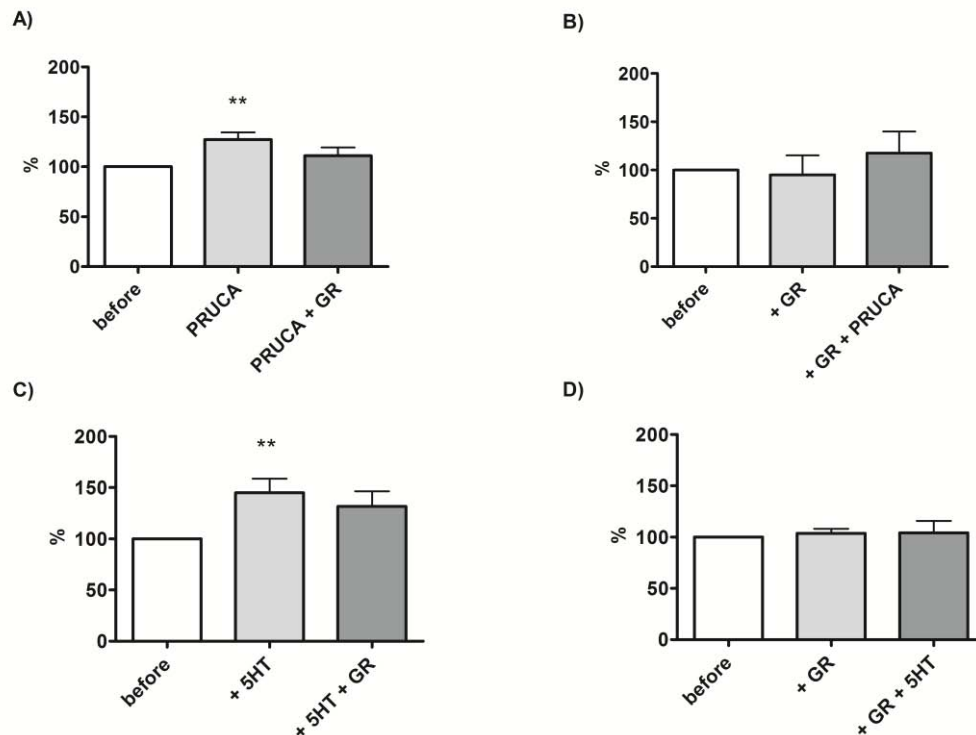 A)
200
150
100
50
0
%
**
before
PRUCA
PRUCA + GR
B)
200
150
100
50
0
%
before
+ GR
+ GR + PRUCA
C)
200
150
100
50
0
%
**
before
+ 5HT
+ 5HT + GR
D)
200
150
100
50
0
%
before
+ GR
+ GR + 5HT